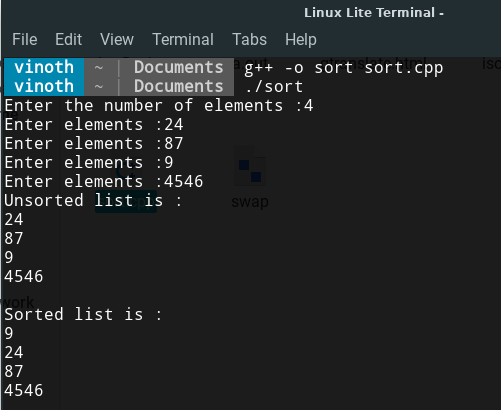 Linux Lite Terminal -
File Edit View Terminal Tabs Help
vinoth ~ | Documents g++ -o sort sort.cpp
vinoth ~ | Documents ./sort
Enter the number of elements :4
Enter elements :24
Enter elements :87
Enter elements :9
Enter elements :4546
Unsorted list is :
swap
24
87
9
4546
work
Sorted list is :
9
24
87
4546